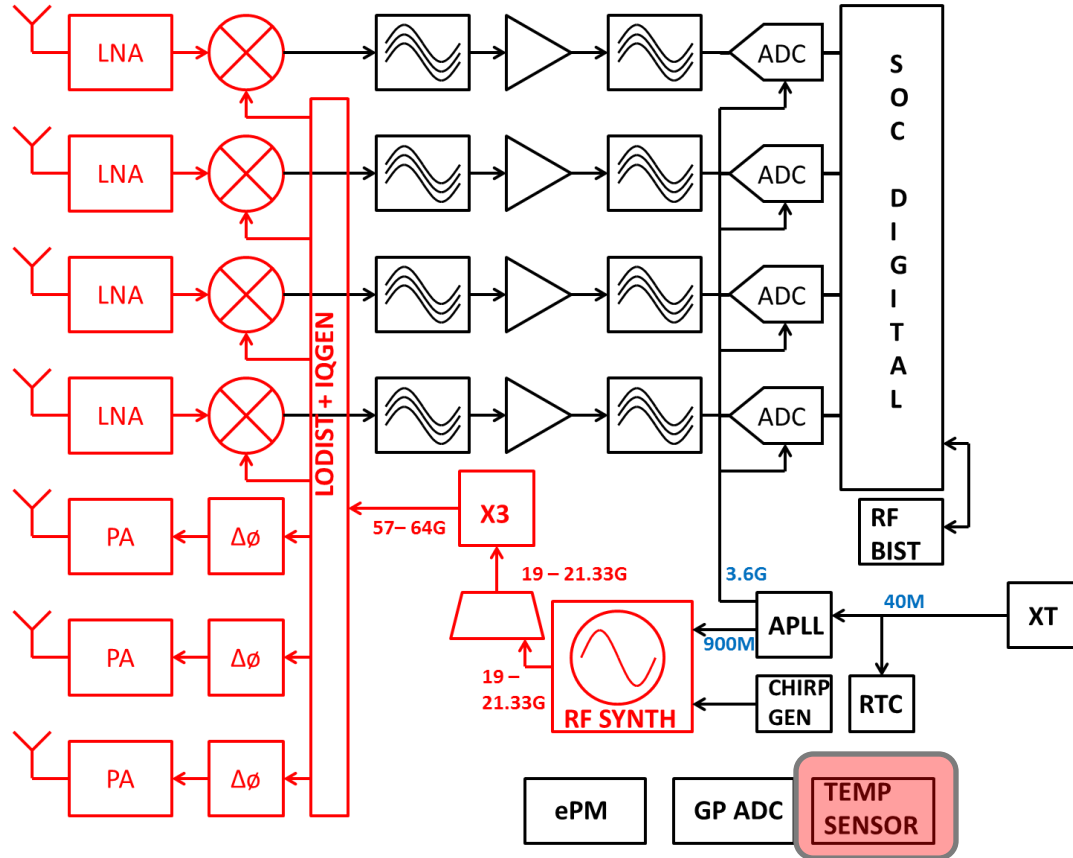 LNA
ADC
LNA
ADC
LNA
ADC
LNA
ADC
SOC DIGITAL
LODIST + IQGEN
X3
57– 64G
RF
BIST
PA
Δø
19 – 21.33G
3.6G
40M
XT
APLL
900M
PA
Δø
19 –
21.33G
RF SYNTH
CHIRP
GEN
RTC
PA
Δø
ePM
GP ADC
TEMP
SENSOR